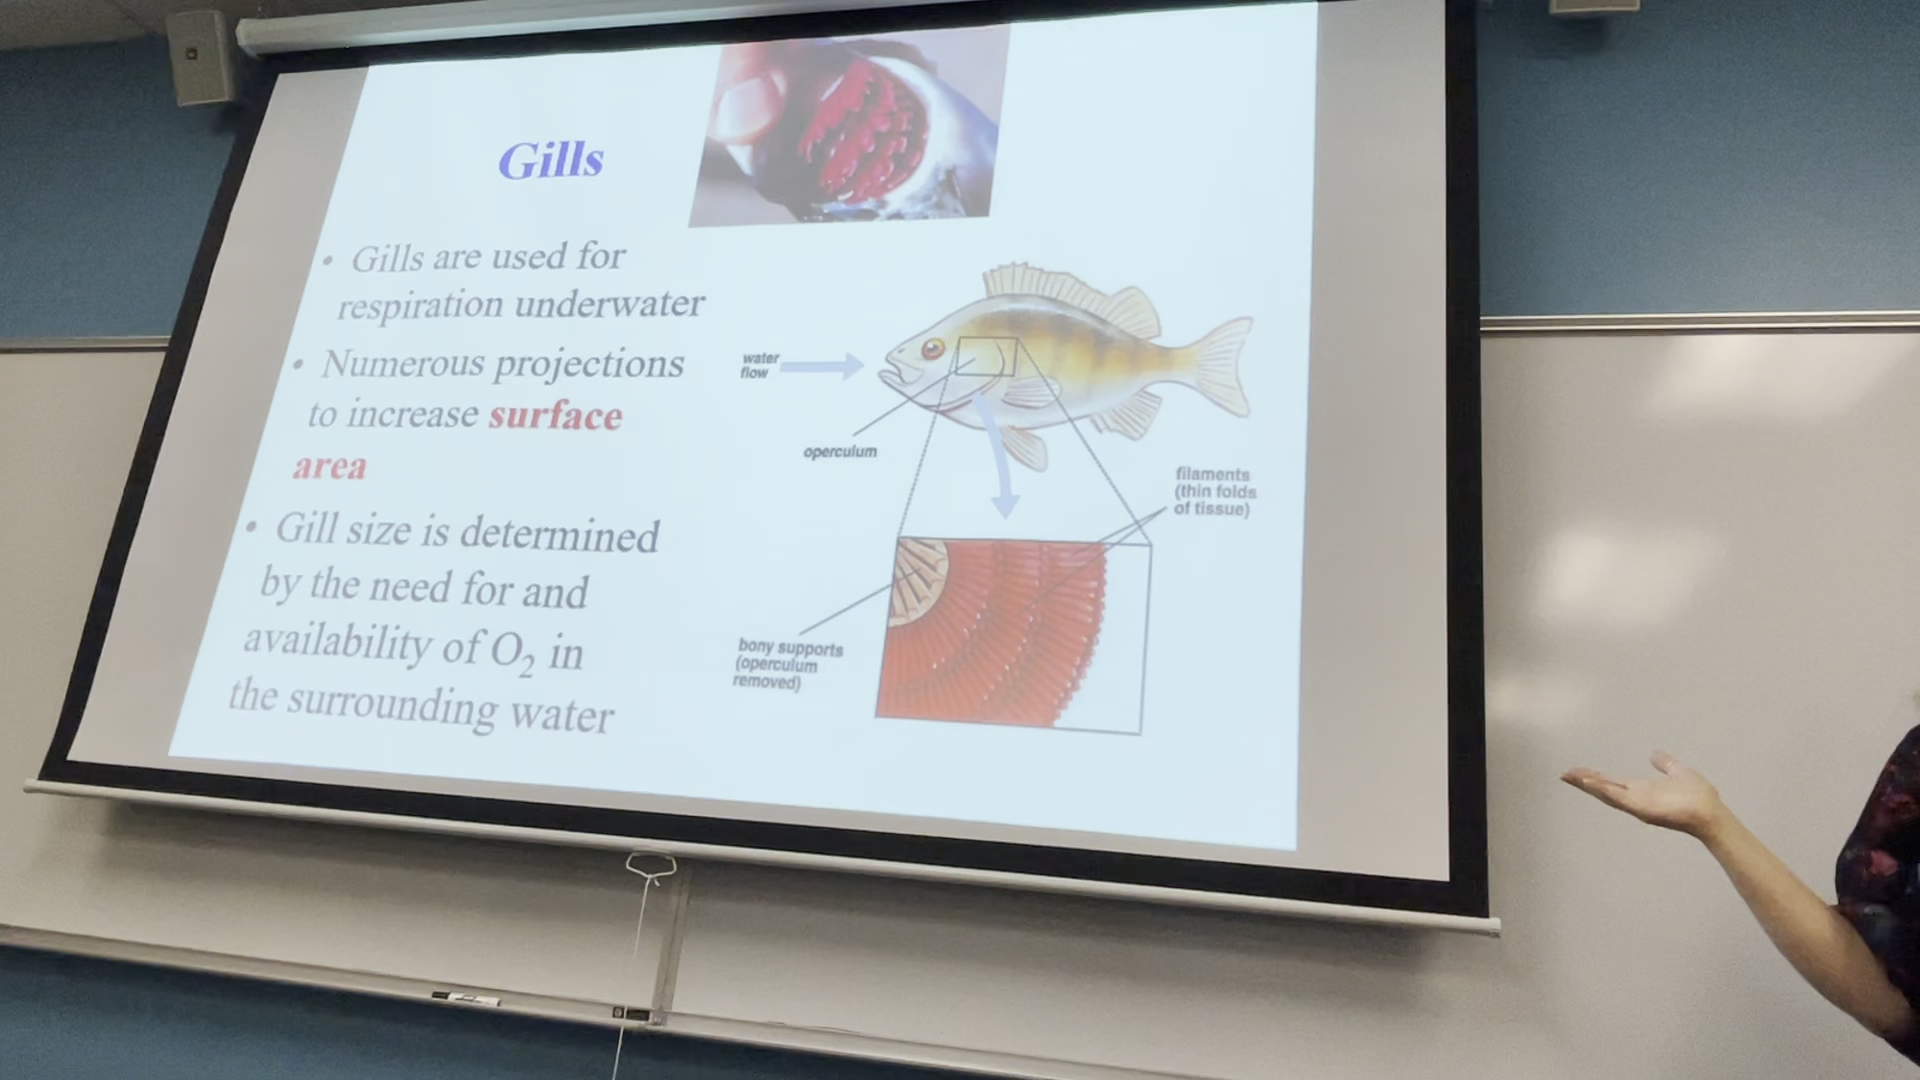 Gills
• Gills are used for
respiration underwater
• Numerous projections
to increase surface
area
• Gill size is determined
by the need for and
availability of O₂ in
the surrounding water
water
flow
operculum
filaments
(thin folds
of tissue)
bony supports
(operculum
removed)